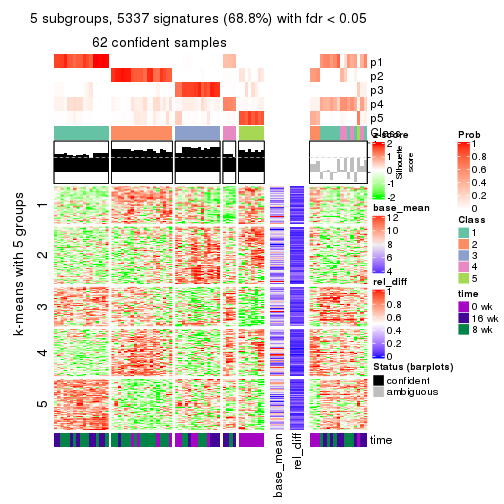 5 subgroups, 5337 signatures (68.8%) with fdr < 0.05
62 confident samples
p1
p2
p3
p4
p5
Class
Silhouette
score
k-means with 5 groups
1
2
3
4
5
time
base_mean
rel_diff
z-score
2
1
0
-1
-2
base_mean
12
10
8
6
4
rel_diff
1
0.8
0.6
0.4
0.2
0
Status (barplots)
confident
ambiguous
Prob
1
0.8
0.6
0.4
0.2
0
Class
1
2
3
4
5
time
0 wk
16 wk
8 wk